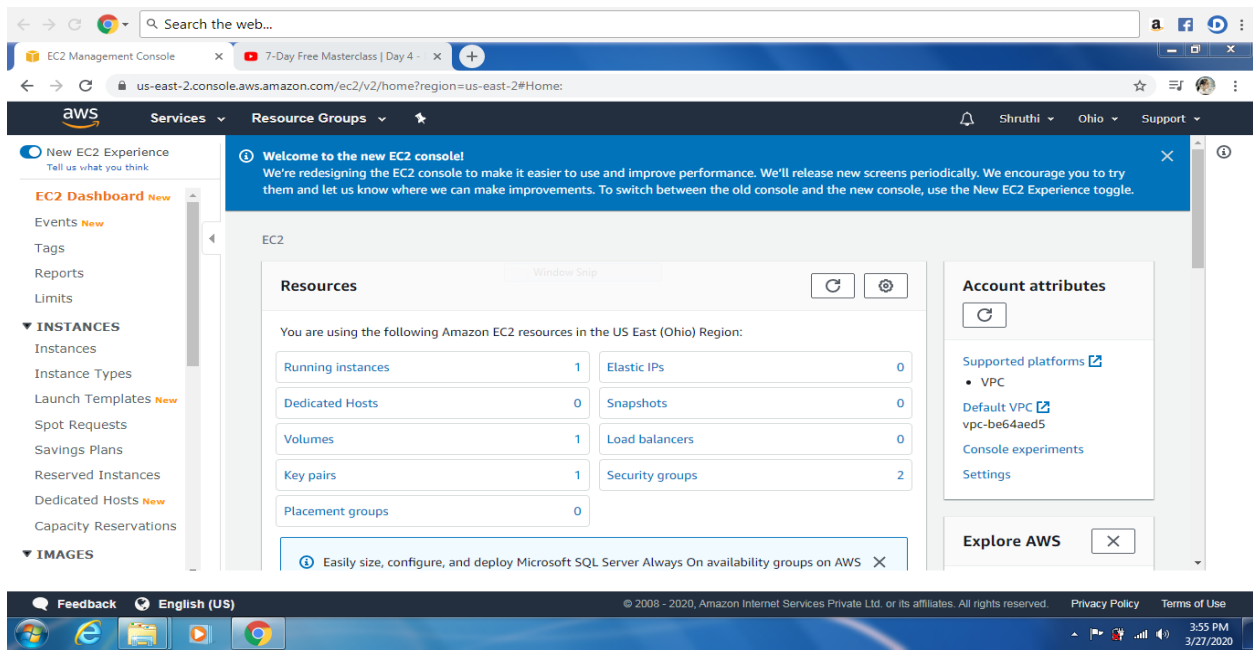 Search the web...
a
EC2 Management Console
7-Day Free Masterclass | Day 4 -
us-east-2.console.aws.amazon.com/ec2/v2/home?region=us-east-2#Home:
aws Services Resource Groups Shruthi Ohio Support
New EC2 Experience
Tell us what you think
EC2 Dashboard New
Events New
Tags
Reports
Limits
INSTANCES
Instances
Instance Types
Launch Templates New
Spot Requests
Savings Plans
Reserved Instances
Dedicated Hosts New
Capacity Reservations
IMAGES
Welcome to the new EC2 console!
We're redesigning the EC2 console to make it easier to use and improve performance. We'll release new screens periodically. We encourage you to try
them and let us know where we can make improvements. To switch between the old console and the new console, use the New EC2 Experience toggle.
EC2
Window Snip
Resources
You are using the following Amazon EC2 resources in the US East (Ohio) Region:
Running instances 1 Elastic IPs 0
Dedicated Hosts 0 Snapshots 0
Volumes 1 Load balancers 0
Key pairs 1 Security groups 2
Placement groups 0
Easily size, configure, and deploy Microsoft SQL Server Always On availability groups on AWS
Account attributes
Supported platforms
• VPC
Default VPC
vpc-be64aed5
Console experiments
Settings
Explore AWS
Feedback English (US) © 2008 - 2020, Amazon Internet Services Private Ltd. or its affiliates. All rights reserved. Privacy Policy Terms of Use
3:55 PM
3/27/2020